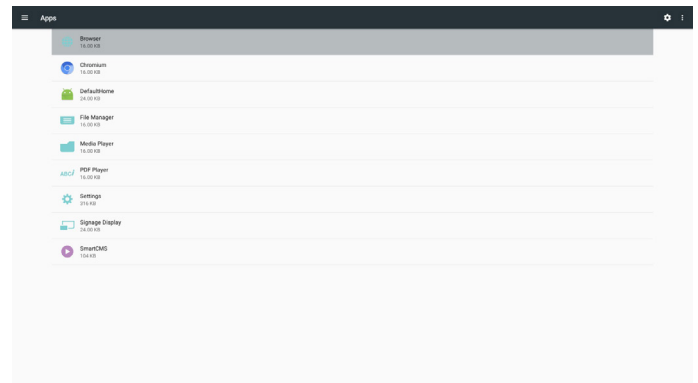 Apps
Browser
16.00 KB
Chromium
16.00 KB
DefaultHome
24.00 KB
File Manager
16.00 KB
Media Player
16.00 KB
ABC
PDF Player
16.00 KB
Settings
316 KB
Signage Display
24.00 KB
SmartCMS
104 KB